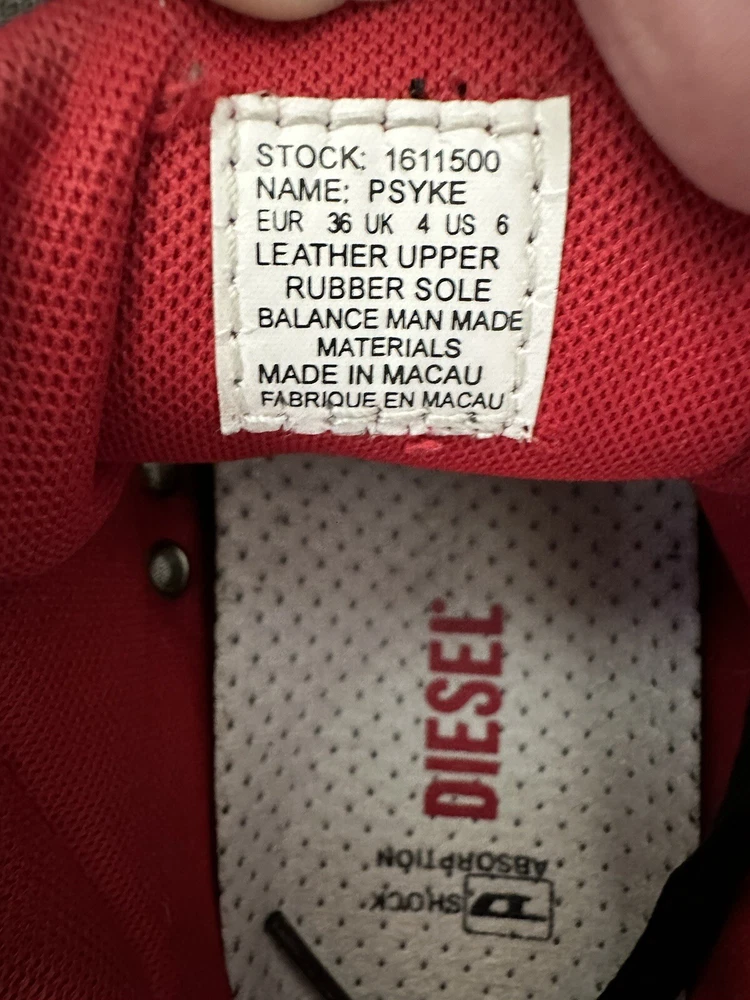 STOCK: 1611500
NAME: PSYKE
EUR 36 UK 4 US 6
LEATHER UPPER
RUBBER SOLE
BALANCE MAN MADE
MATERIALS
MADE IN MACAU
FABRIQUE EN MACAU
DIESEL
SHOCK
ABSORPTION